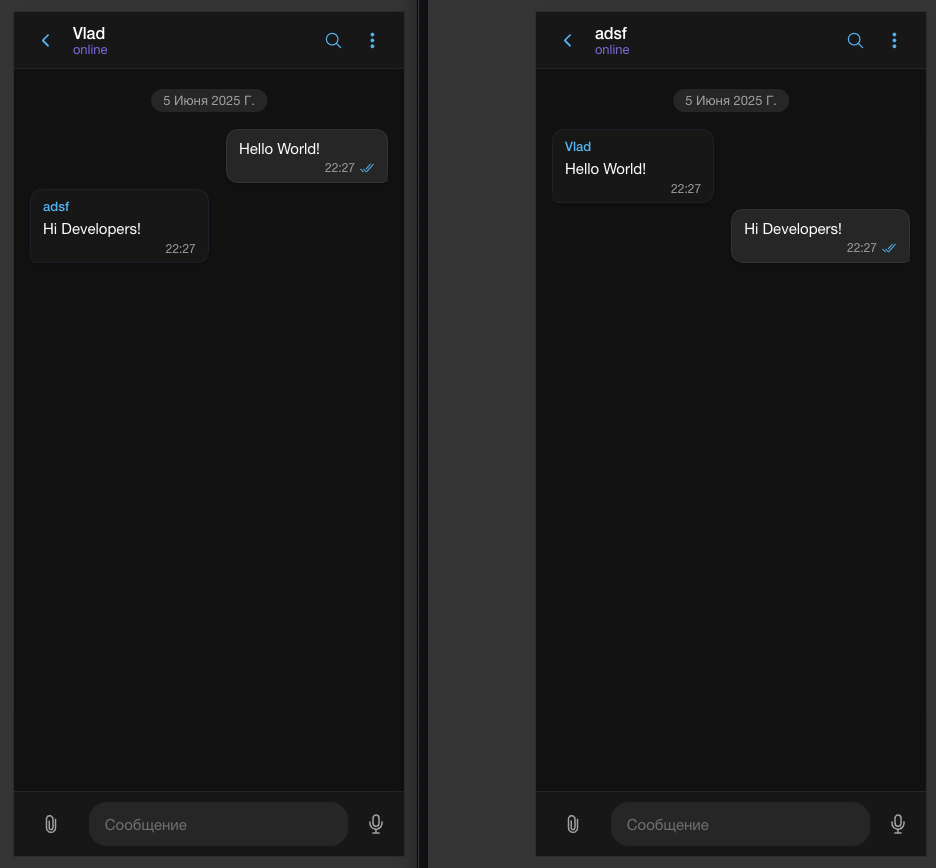 Vlad
online
5 Июня 2025 Г.
Hello World!
22:27
adsf
Hi Developers!
22:27
Сообщение
adsf
online
5 Июня 2025 Г.
Vlad
Hello World!
22:27
Hi Developers!
22:27
Сообщение